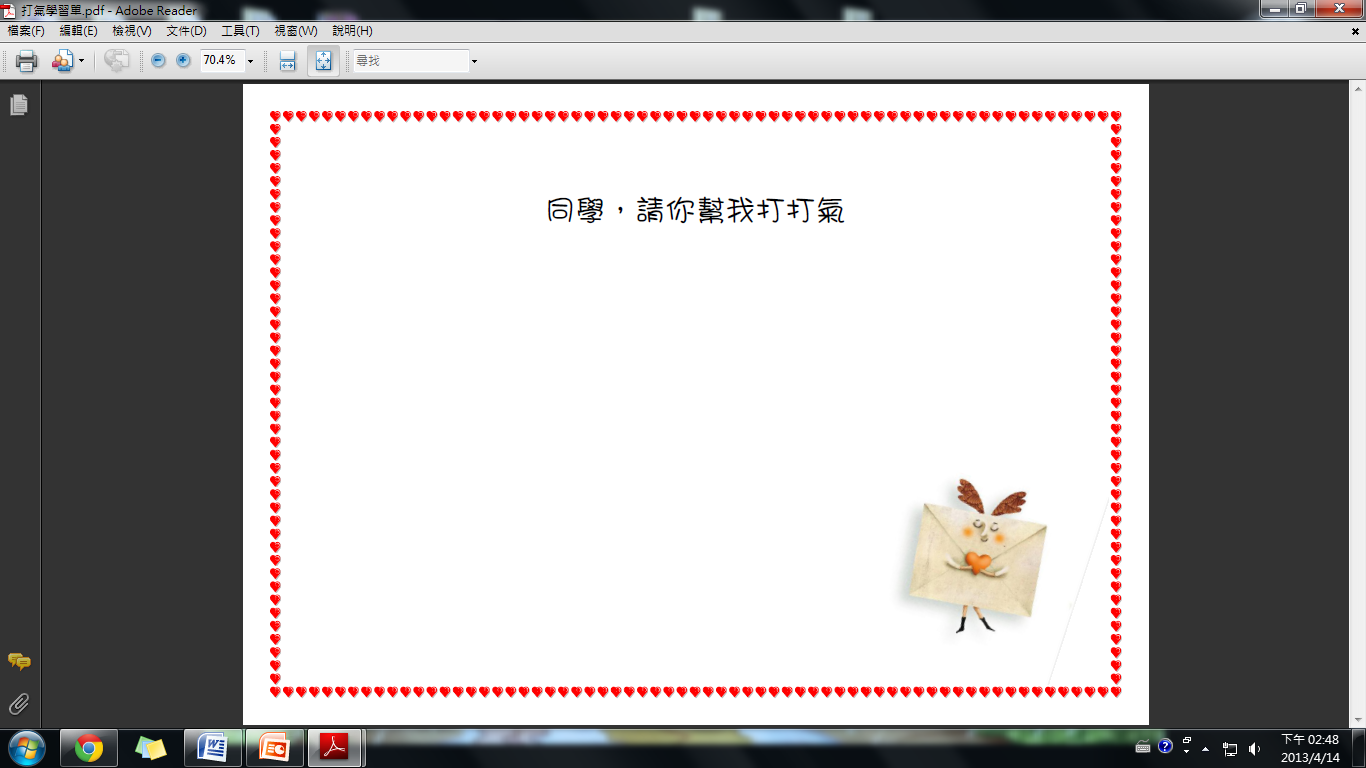 打氣學習單.pdf - Adobe Reader
檔案(F) 編輯(E) 檢視(V) 文件(D) 工具(T) 視窗(W) 說明(H)
70.4% 尋找
同學，請你幫我打打氣
下午 02:48
2013/4/14